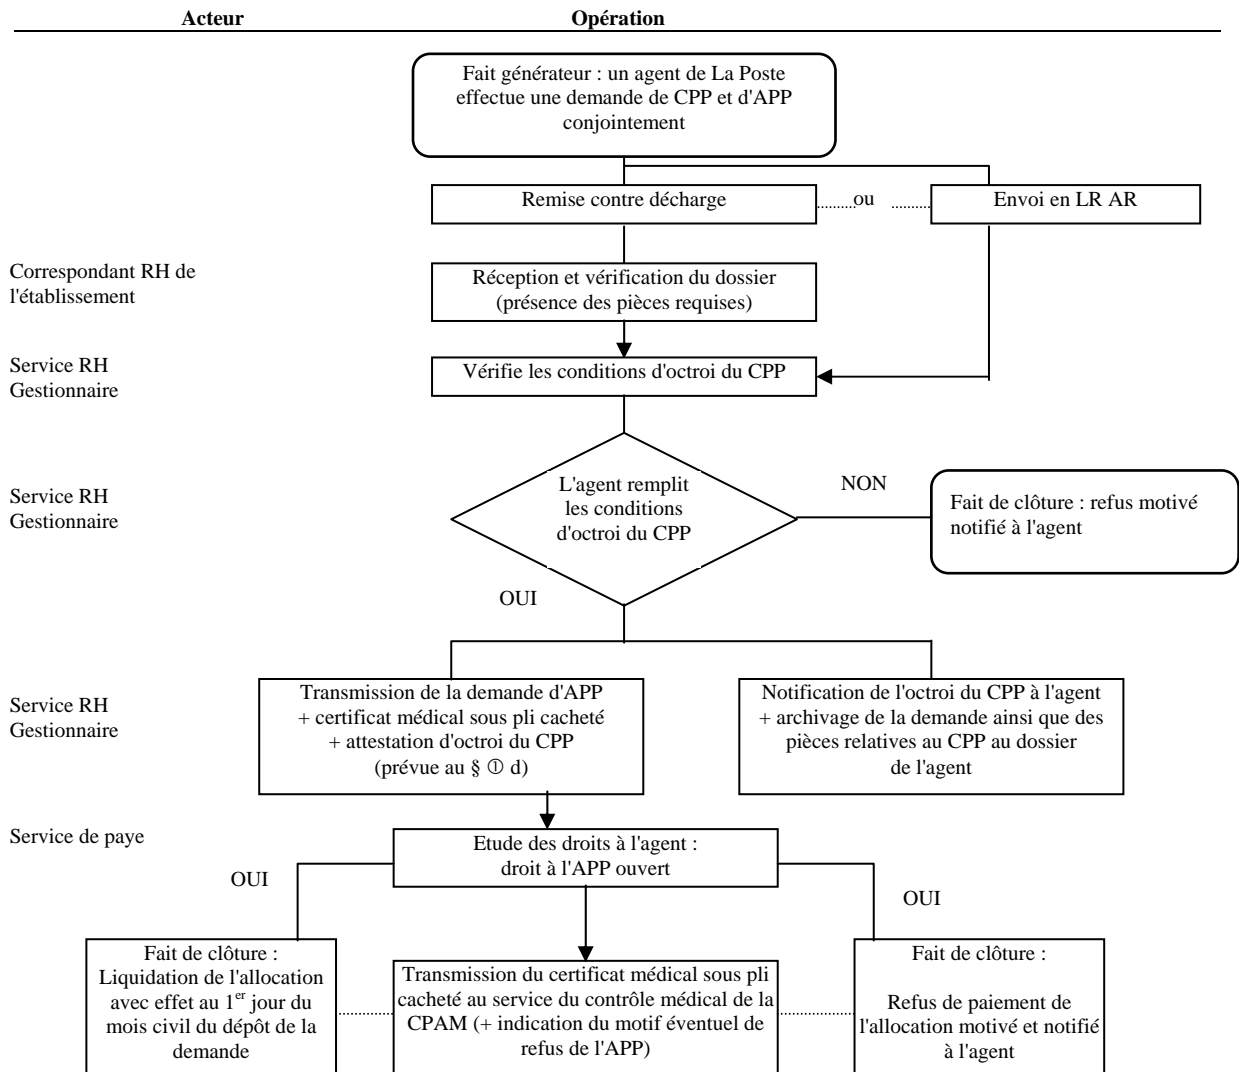 Acteur
Opération
Fait générateur : un agent de La Poste
effectue une demande de CPP et d'APP
conjointement
Remise contre décharge
ou
Envoi en LR AR
Correspondant RH de
l'établissement
Réception et vérification du dossier
(présence des pièces requises)
Service RH
Gestionnaire
Vérifie les conditions d'octroi du CPP
Service RH
Gestionnaire
L'agent remplit
les conditions
d'octroi du CPP
NON
Fait de clôture : refus motivé
notifié à l'agent
OUI
Service RH
Gestionnaire
Transmission de la demande d'APP
+ certificat médical sous pli cacheté
+ attestation d'octroi du CPP
(prévue au § ① d)
Notification de l'octroi du CPP à l'agent
+ archivage de la demande ainsi que des
pièces relatives au CPP au dossier
de l'agent
Service de paye
Etude des droits à l'agent :
droit à l'APP ouvert
OUI
OUI
Fait de clôture :
Liquidation de l'allocation
avec effet au 1er jour du
mois civil du dépôt de la
demande
Transmission du certificat médical sous pli
cacheté au service du contrôle médical de la
CPAM (+ indication du motif éventuel de
refus de l'APP)
Fait de clôture :
Refus de paiement de
l'allocation motivé et notifié
à l'agent